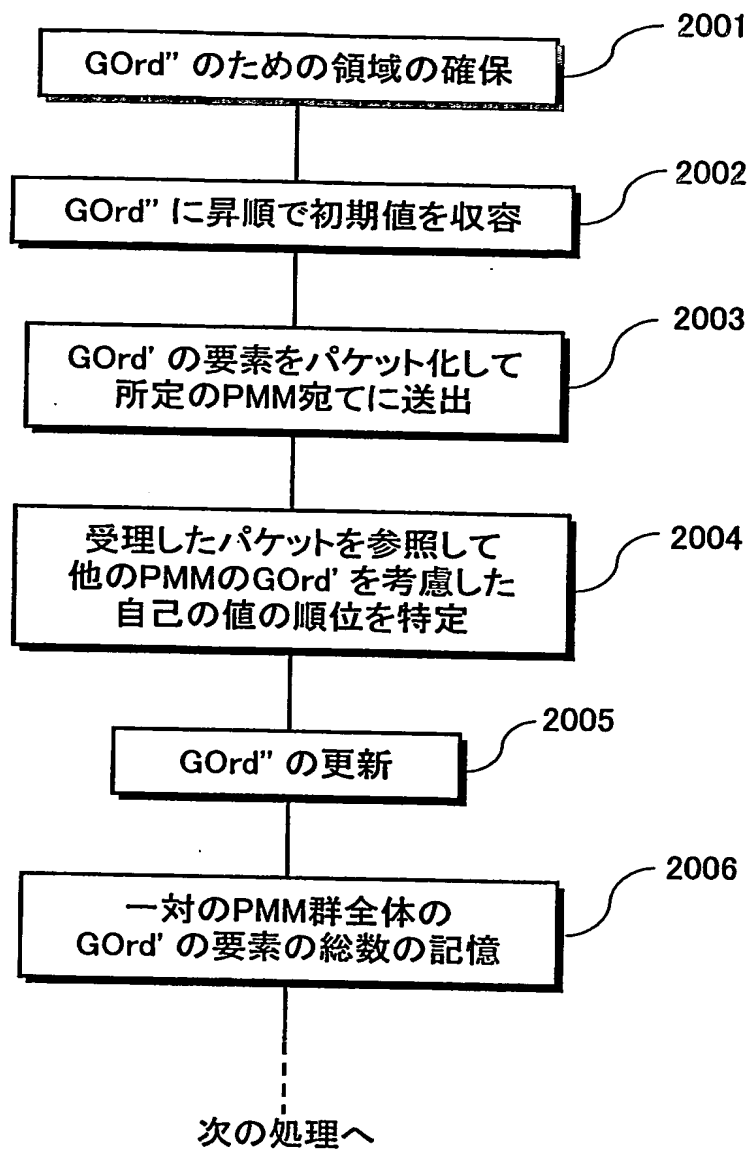 GOrd” のための領域の確保
2001
GOrd” に昇順で初期値を収容
2002
GOrd’ の要素をパケット化して
所定のPMM宛てに送出
2003
受理したパケットを参照して
他のPMMのGOrd’ を考慮した
自己の値の順位を特定
2004
GOrd” の更新
2005
一対のPMM群全体の
GOrd’ の要素の総数の記憶
2006
次の処理へ